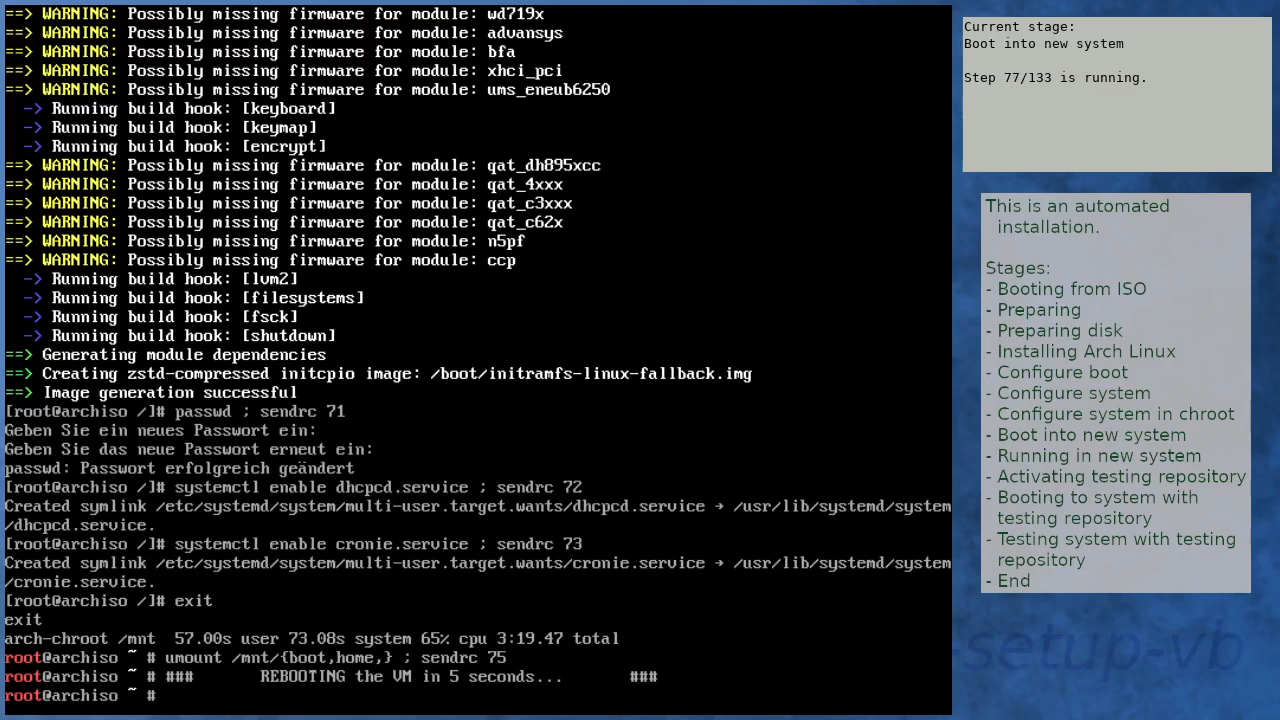 ==> WARNING: Possibly missing firmware for module: wd719x
==> WARNING: Possibly missing firmware for module: advansys
==> WARNING: Possibly missing firmware for module: bfa
==> WARNING: Possibly missing firmware for module: xhci_pci
==> WARNING: Possibly missing firmware for module: ums_eneub6250
  -> Running build hook: [keyboard]
  -> Running build hook: [keymap]
  -> Running build hook: [encrypt]
==> WARNING: Possibly missing firmware for module: qat_dh895xcc
==> WARNING: Possibly missing firmware for module: qat_4xxx
==> WARNING: Possibly missing firmware for module: qat_c3xxx
==> WARNING: Possibly missing firmware for module: qat_c62x
==> WARNING: Possibly missing firmware for module: n5pf
==> WARNING: Possibly missing firmware for module: ccp
  -> Running build hook: [lvm2]
  -> Running build hook: [filesystems]
  -> Running build hook: [fsck]
  -> Running build hook: [shutdown]
==> Generating module dependencies
==> Creating zstd-compressed initcpio image: /boot/initramfs-linux-fallback.img
==> Image generation successful
[root@archiso /]# passwd ; sendrc 71
Geben Sie ein neues Passwort ein:
Geben Sie das neue Passwort erneut ein:
passwd: Passwort erfolgreich geändert
[root@archiso /]# systemctl enable dhcpcd.service ; sendrc 72
Created symlink /etc/systemd/system/multi-user.target.wants/dhcpcd.service → /usr/lib/systemd/system
/dhcpcd.service.
[root@archiso /]# systemctl enable cronie.service ; sendrc 73
Created symlink /etc/systemd/system/multi-user.target.wants/cronie.service → /usr/lib/systemd/system
/cronie.service.
[root@archiso /]# exit
exit
arch-chroot /mnt  57.00s user 73.08s system 65% cpu 3:19.47 total
root@archiso ~ # umount /mnt/{boot,home,} ; sendrc 75
root@archiso ~ # ###       REBOOTING the VM in 5 seconds...       ###
root@archiso ~ #
Current stage:
Boot into new system
Step 77/133 is running.
This is an automated
installation.
Stages:
- Booting from ISO
- Preparing
- Preparing disk
- Installing Arch Linux
- Configure boot
- Configure system
- Configure system in chroot
- Boot into new system
- Running in new system
- Activating testing repository
- Booting to system with
testing repository
- Testing system with testing
repository
- End
-setup-vb